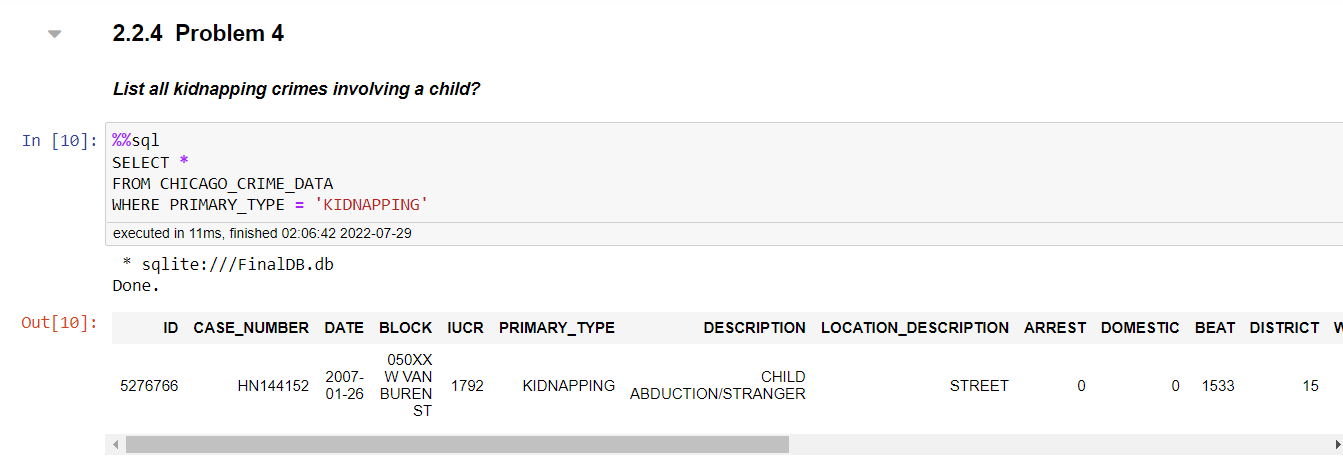 2.2.4 Problem 4
List all kidnapping crimes involving a child?
In [10]:
%%sql
SELECT *
FROM CHICAGO_CRIME_DATA
WHERE PRIMARY_TYPE = 'KIDNAPPING'
executed in 11ms, finished 02:06:42 2022-07-29
* sqlite:///FinalDB.db
Done.
Out[10]:
ID CASE_NUMBER DATE BLOCK IUCR PRIMARY_TYPE DESCRIPTION LOCATION_DESCRIPTION ARREST DOMESTIC BEAT DISTRICT
5276766 HN144152 2007-01-26 050XX W VAN BUREN ST 1792 KIDNAPPING CHILD ABDUCTION/STRANGER STREET 0 0 1533 15